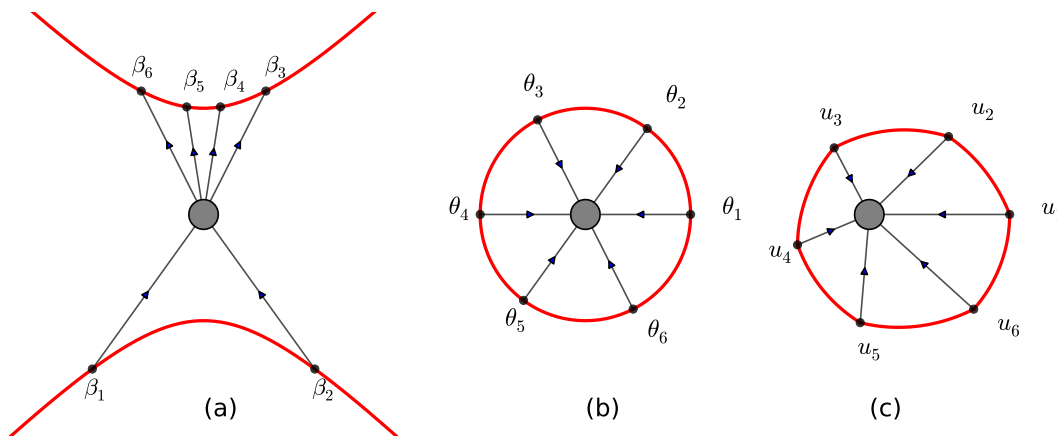 β₆ β₅ β₄ β₃
β₁ β₂
(a)
θ₃ θ₂
θ₄ θ₁
θ₅ θ₆
(b)
u₃ u₂
u₄ u
u₅ u₆
(c)